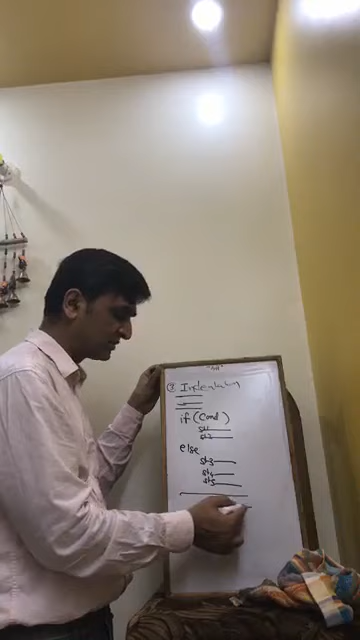 ③ Indentation
if (Cond)
st1
st2
else
st3
st4
st5